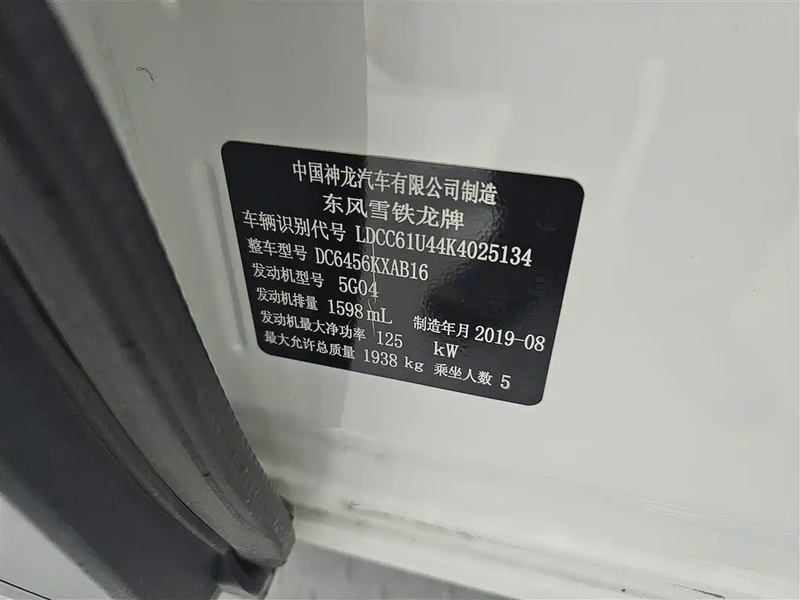 中国神龙汽车有限公司制造
东风雪铁龙牌
车辆识别代号 LDCC61U44K4025134
整车型号 DC6456KXAB16
发动机型号 5G04
发动机排量 1598 mL 制造年月 2019-08
发动机最大净功率 125 kW
最大允许总质量 1938 kg 乘坐人数 5